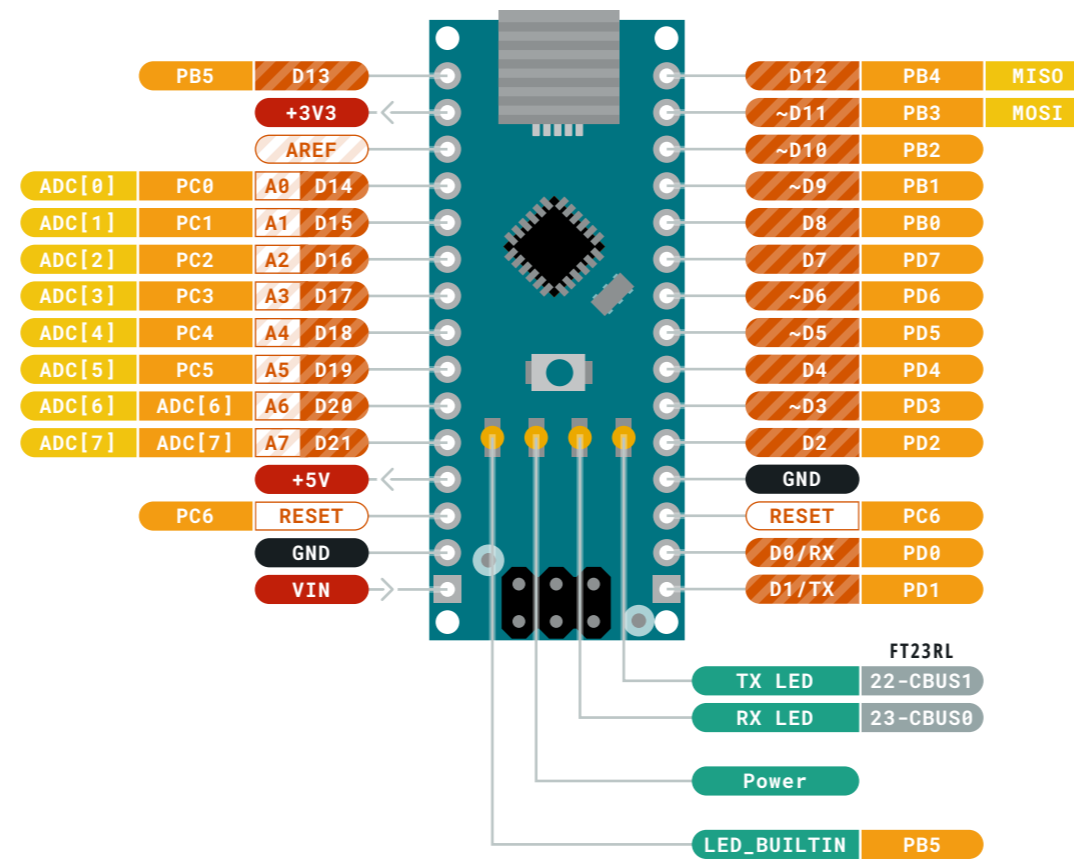 PB5 D13 D12 PB4 MISO
+3V3 ~D11 PB3 MOSI
AREF ~D10 PB2
ADC[0] PC0 A0 D14 ~D9 PB1
ADC[1] PC1 A1 D15 D8 PB0
ADC[2] PC2 A2 D16 D7 PD7
ADC[3] PC3 A3 D17 ~D6 PD6
ADC[4] PC4 A4 D18 ~D5 PD5
ADC[5] PC5 A5 D19 D4 PD4
ADC[6] ADC[6] A6 D20 ~D3 PD3
ADC[7] ADC[7] A7 D21 D2 PD2
+5V GND
PC6 RESET RESET PC6
GND D0/RX PD0
VIN D1/TX PD1
FT23RL
TX LED 22-CBUS1
RX LED 23-CBUS0
Power
LED_BUILTIN PB5